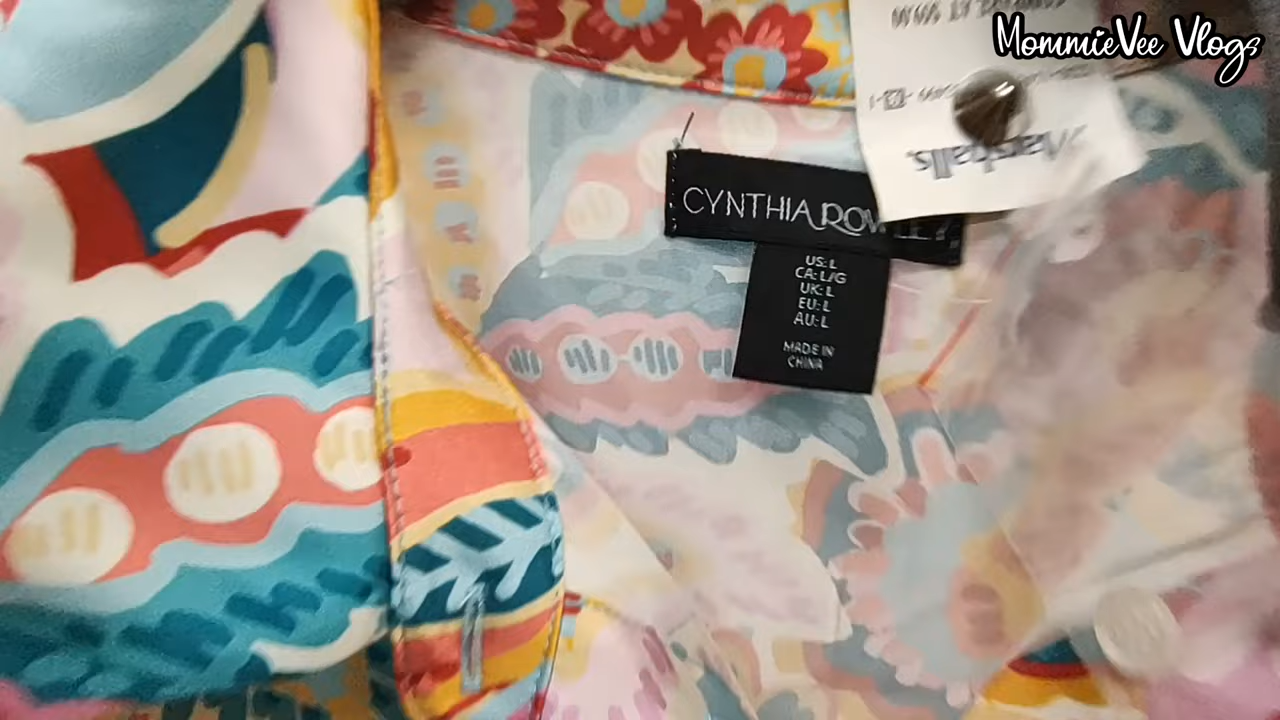 MommieVee Vlogs
Marshalls.
CYNTHIA ROWLEY
US: L
CA: L/G
UK: L
EU: L
AU: L
MADE IN
CHINA